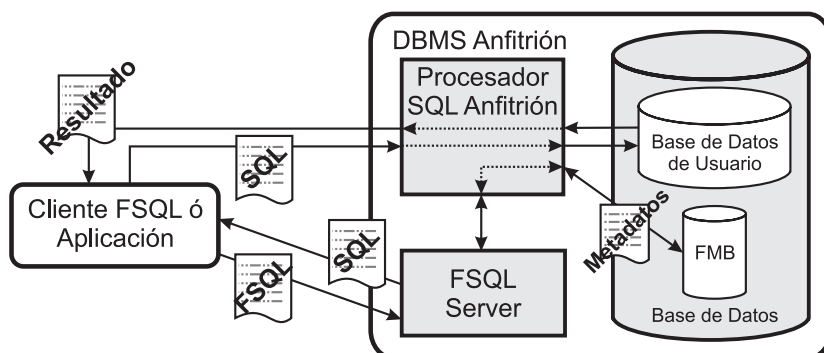 DBMS Anfitrión
Procesador
SQL Anfitrión
Resultado
SQL
Base de Datos
de Usuario
Cliente FSQL ó
Aplicación
SQL
FSQL
FSQL
Server
Metadatos
FMB
Base de Datos